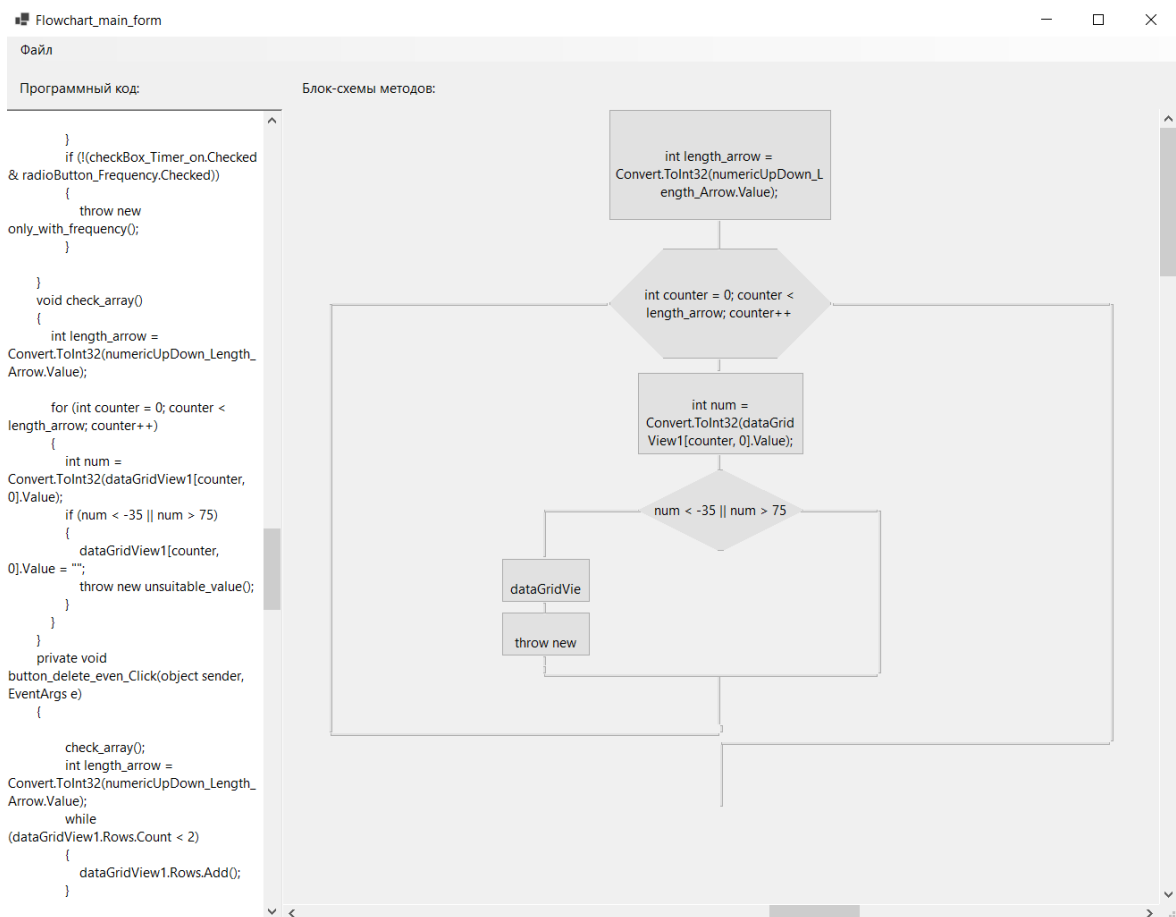 Flowchart_main_form
Файл
Программный код:
Блок-схемы методов:
}
if (!(checkBox_Timer_on.Checked
& radioButton_Frequency.Checked))
{
throw new
only_with_frequency();
}
}
void check_array()
{
int length_arrow =
Convert.ToInt32(numericUpDown_Length_
Arrow.Value);
for (int counter = 0; counter <
length_arrow; counter++)
{
int num =
Convert.ToInt32(dataGridView1[counter,
0].Value);
if (num < -35 || num > 75)
{
dataGridView1[counter,
0].Value = "";
throw new unsuitable_value();
}
}
}
private void
button_delete_even_Click(object sender,
EventArgs e)
{
check_array();
int length_arrow =
Convert.ToInt32(numericUpDown_Length_
Arrow.Value);
while
(dataGridView1.Rows.Count < 2)
{
dataGridView1.Rows.Add();
}
int length_arrow =
Convert.ToInt32(numericUpDown_L
ength_Arrow.Value);
int counter = 0; counter <
length_arrow; counter++
int num =
Convert.ToInt32(dataGrid
View1[counter, 0].Value);
num < -35 || num > 75
dataGridVie
throw new